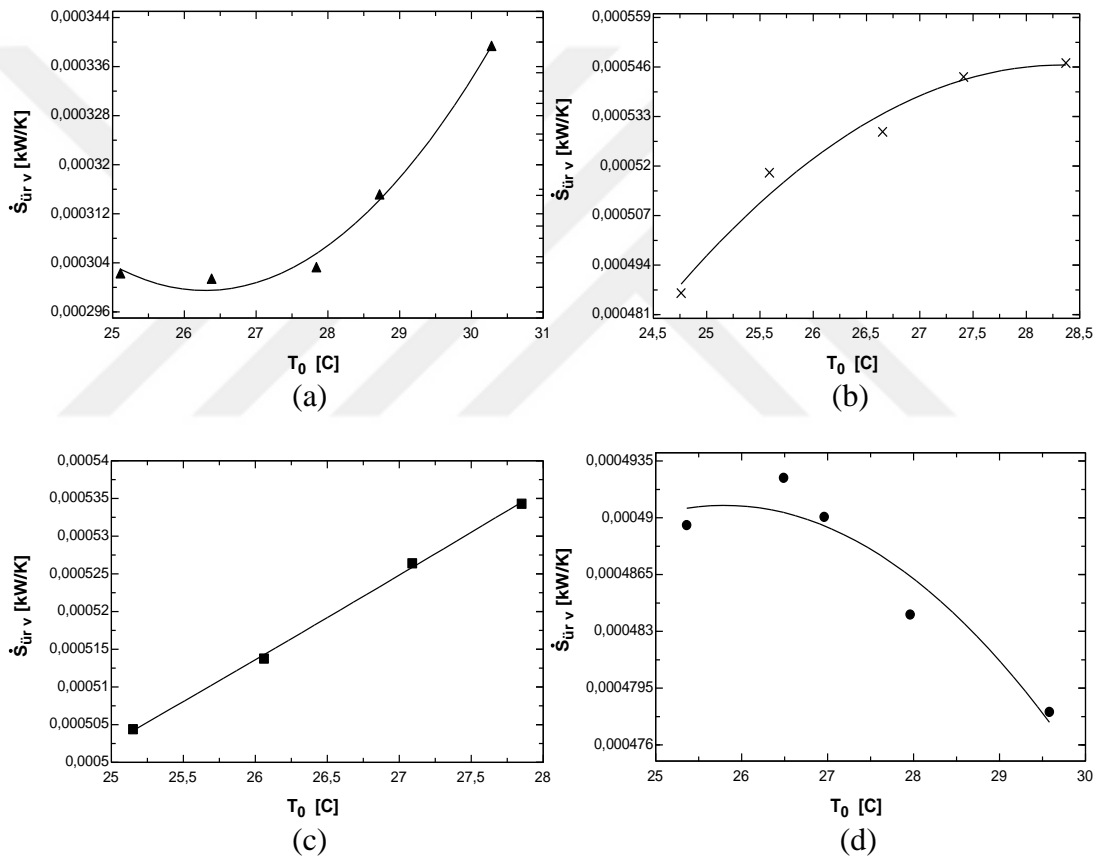 0,000344
0,000336
0,000328
0,00032
0,000312
0,000304
0,000296
Ṡür v [kW/K]
25 26 27 28 29 30 31
T0 [C]
(a)
0,000559
0,000546
0,000533
0,00052
0,000507
0,000494
0,000481
Ṡür v [kW/K]
24,5 25 25,5 26 26,5 27 27,5 28 28,5
T0 [C]
(b)
0,00054
0,000535
0,00053
0,000525
0,00052
0,000515
0,00051
0,000505
0,0005
Ṡür v [kW/K]
25 25,5 26 26,5 27 27,5 28
T0 [C]
(c)
0,0004935
0,00049
0,0004865
0,000483
0,0004795
0,000476
Ṡür v [kW/K]
25 26 27 28 29 30
T0 [C]
(d)